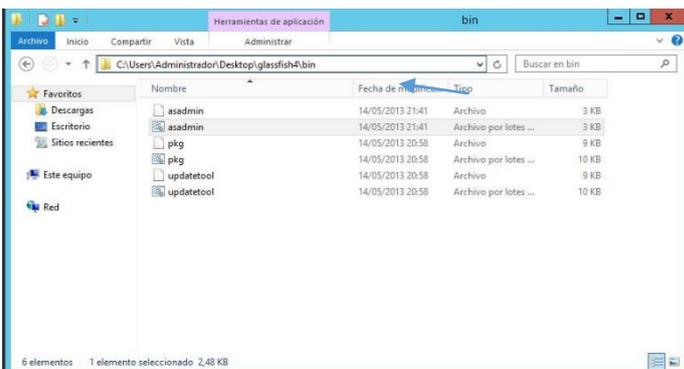 Herramientas de aplicación
bin
Archivo Inicio Compartir Vista Administrar
C:\Users\Administrador\Desktop\glassfish4\bin
Buscar en bin
Favoritos
Descargas
Escritorio
Sitios recientes
Este equipo
Red
Nombre Fecha de Tipo Tamaño
asadmin 14/05/2013 21:41 Archivo 3 KB
asadmin 14/05/2013 21:41 Archivo por lotes ... 3 KB
pkg 14/05/2013 20:58 Archivo 9 KB
pkg 14/05/2013 20:58 Archivo por lotes ... 10 KB
updatetool 14/05/2013 20:58 Archivo 9 KB
updatetool 14/05/2013 20:58 Archivo por lotes ... 10 KB
6 elementos 1 elemento seleccionado 2,48 KB